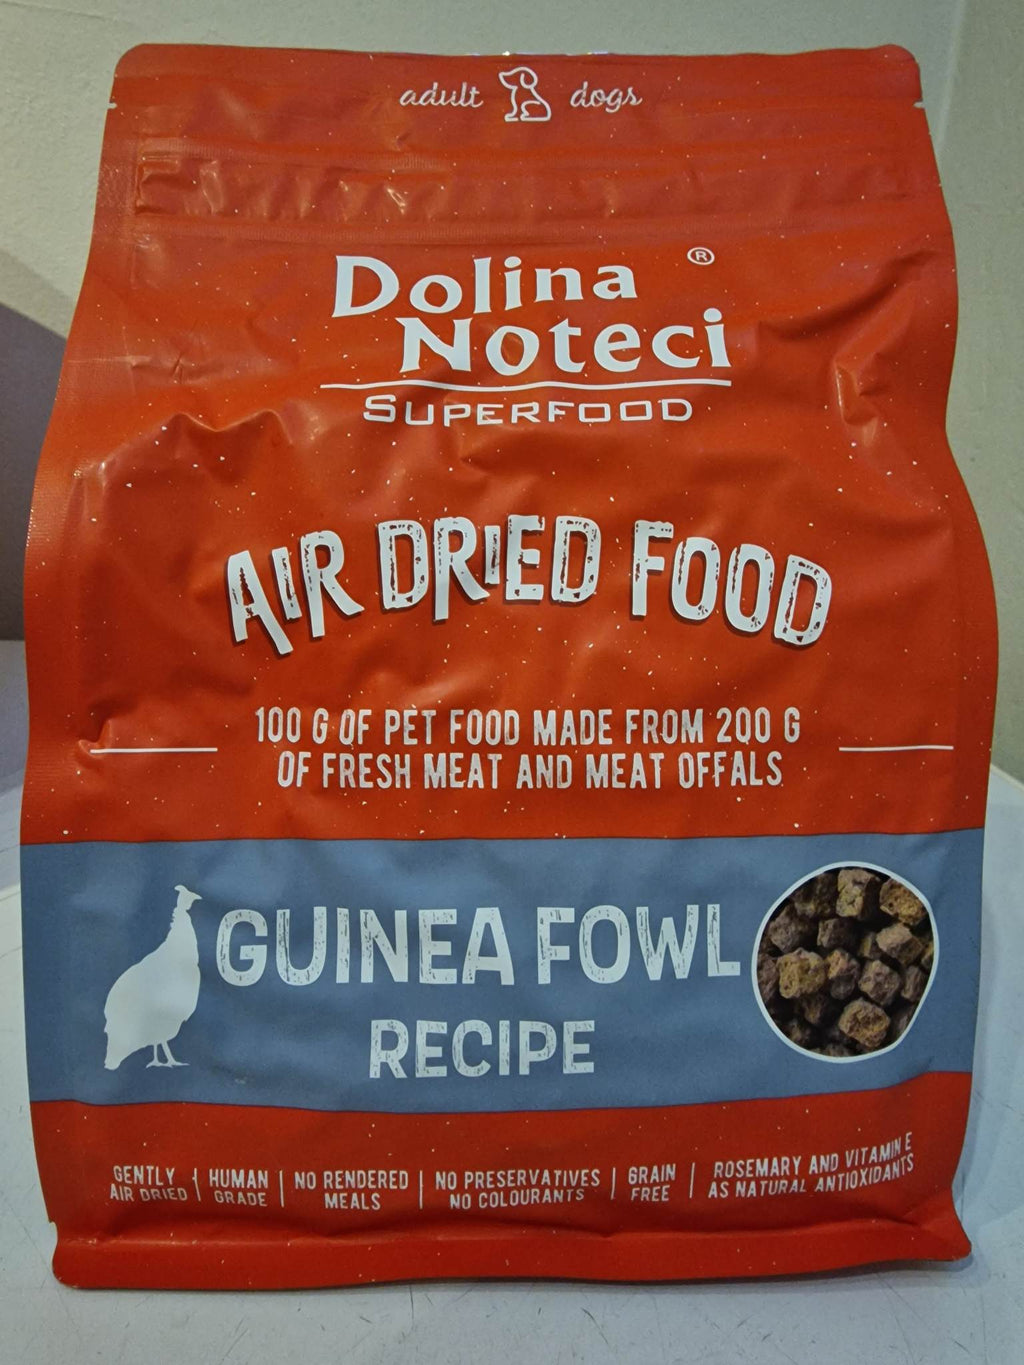 adult dogs
Dolina ®
Noteci
SUPERFOOD
AIR DRIED FOOD
100 G OF PET FOOD MADE FROM 200 G
OF FRESH MEAT AND MEAT OFFALS
GUINEA FOWL
RECIPE
GENTLY
AIR DRIED
HUMAN
GRADE
NO RENDERED
MEALS
NO PRESERVATIVES
NO COLOURANTS
GRAIN
FREE
ROSEMARY AND VITAMIN E
AS NATURAL ANTIOXIDANTS